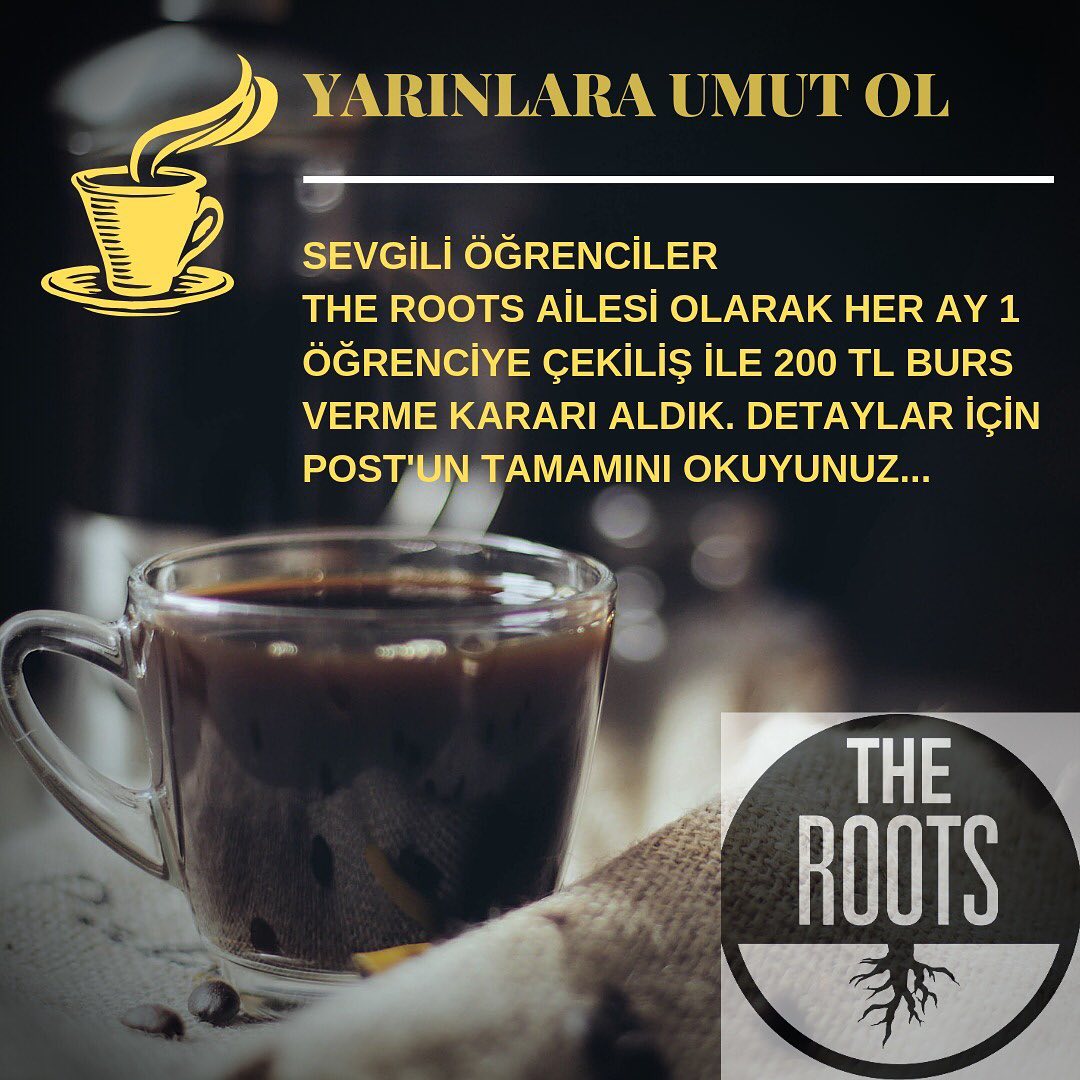 YARINLARA UMUT OL
SEVGİLİ ÖĞRENCİLER
THE ROOTS AİLESİ OLARAK HER AY 1
ÖĞRENCİYE ÇEKİLİŞ İLE 200 TL BURS
VERME KARARI ALDIK. DETAYLAR İÇİN
POST'UN TAMAMINI OKUYUNUZ...
THE
ROOTS